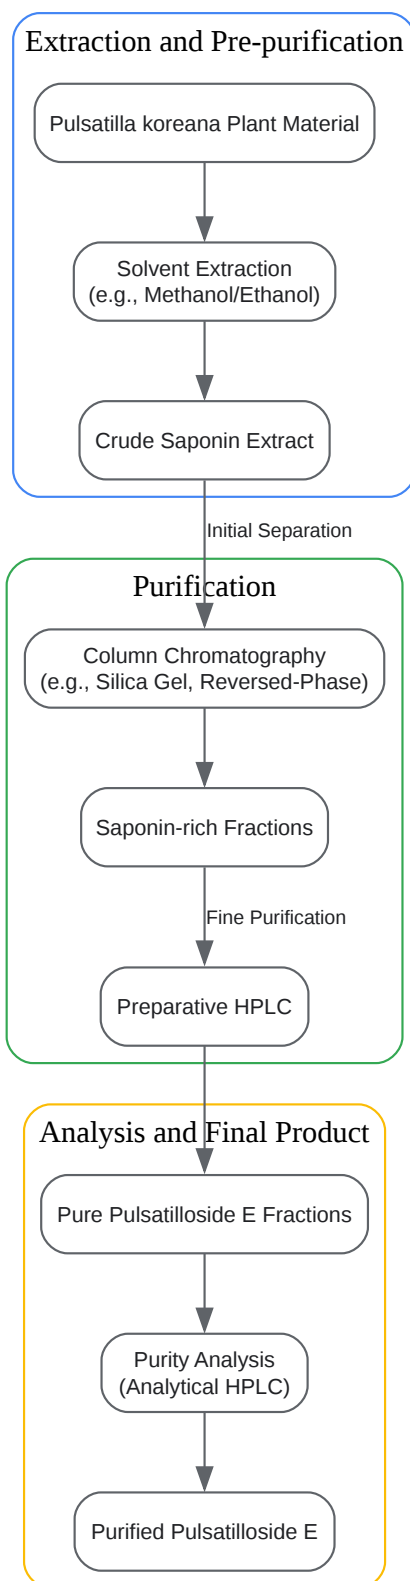 Extraction and Pre-purification
Pulsatilla koreana Plant Material
Solvent Extraction
(e.g., Methanol/Ethanol)
Crude Saponin Extract
Initial Separation
Purification
Column Chromatography
(e.g., Silica Gel, Reversed-Phase)
Saponin-rich Fractions
Fine Purification
Preparative HPLC
Analysis and Final Product
Pure Pulsatilloside E Fractions
Purity Analysis
(Analytical HPLC)
Purified Pulsatilloside E